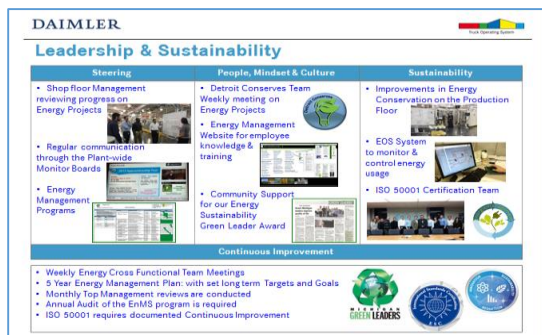 DAIMLER
Truck Operating System
Leadership & Sustainability
Steering
• Shop floor Management
reviewing progress on
Energy Projects
• Regular communication
through the Plant-wide
Monitor Boards
• Energy
Management
Programs
People, Mindset & Culture
• Detroit Conserves Team
Weekly meeting on
Energy Projects
• Energy Management
Website for employee
knowledge &
training
• Community Support
for our Energy
Sustainability
Green Leader Award
Sustainability
• Improvements in Energy
Conservation on the Production
Floor
• EOS System
to monitor &
control energy
usage
• ISO 50001 Certification Team
Continuous Improvement
• Weekly Energy Cross Functional Team Meetings
• 5 Year Energy Management Plan: with set long term Targets and Goals
• Monthly Top Management reviews are conducted
• Annual Audit of the EnMS program is required
• ISO 50001 requires documented Continuous Improvement
MICHIGAN
GREEN LEADERS